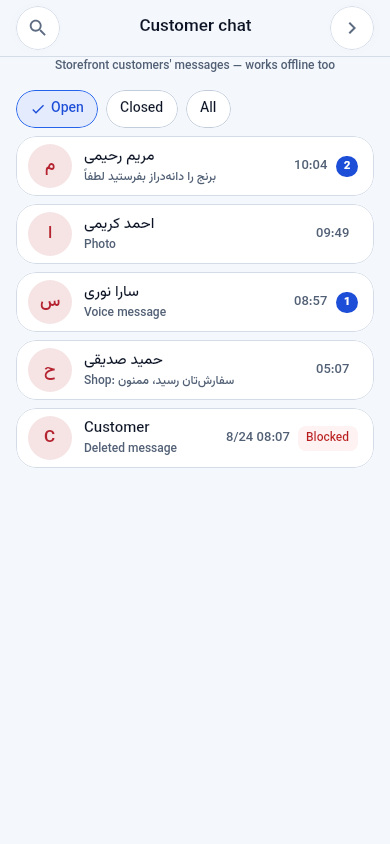 Customer chat
Storefront customers' messages — works offline too
Open
Closed
All
م
مریم رحیمی
برنج را دانه‌دراز بفرستید لطفاً
10:04
2
ا
احمد کریمی
Photo
09:49
س
سارا نوری
Voice message
08:57
1
ح
حمید صدیقی
Shop: سفارش‌تان رسید، ممنون
05:07
C
Customer
Deleted message
8/24 08:07
Blocked